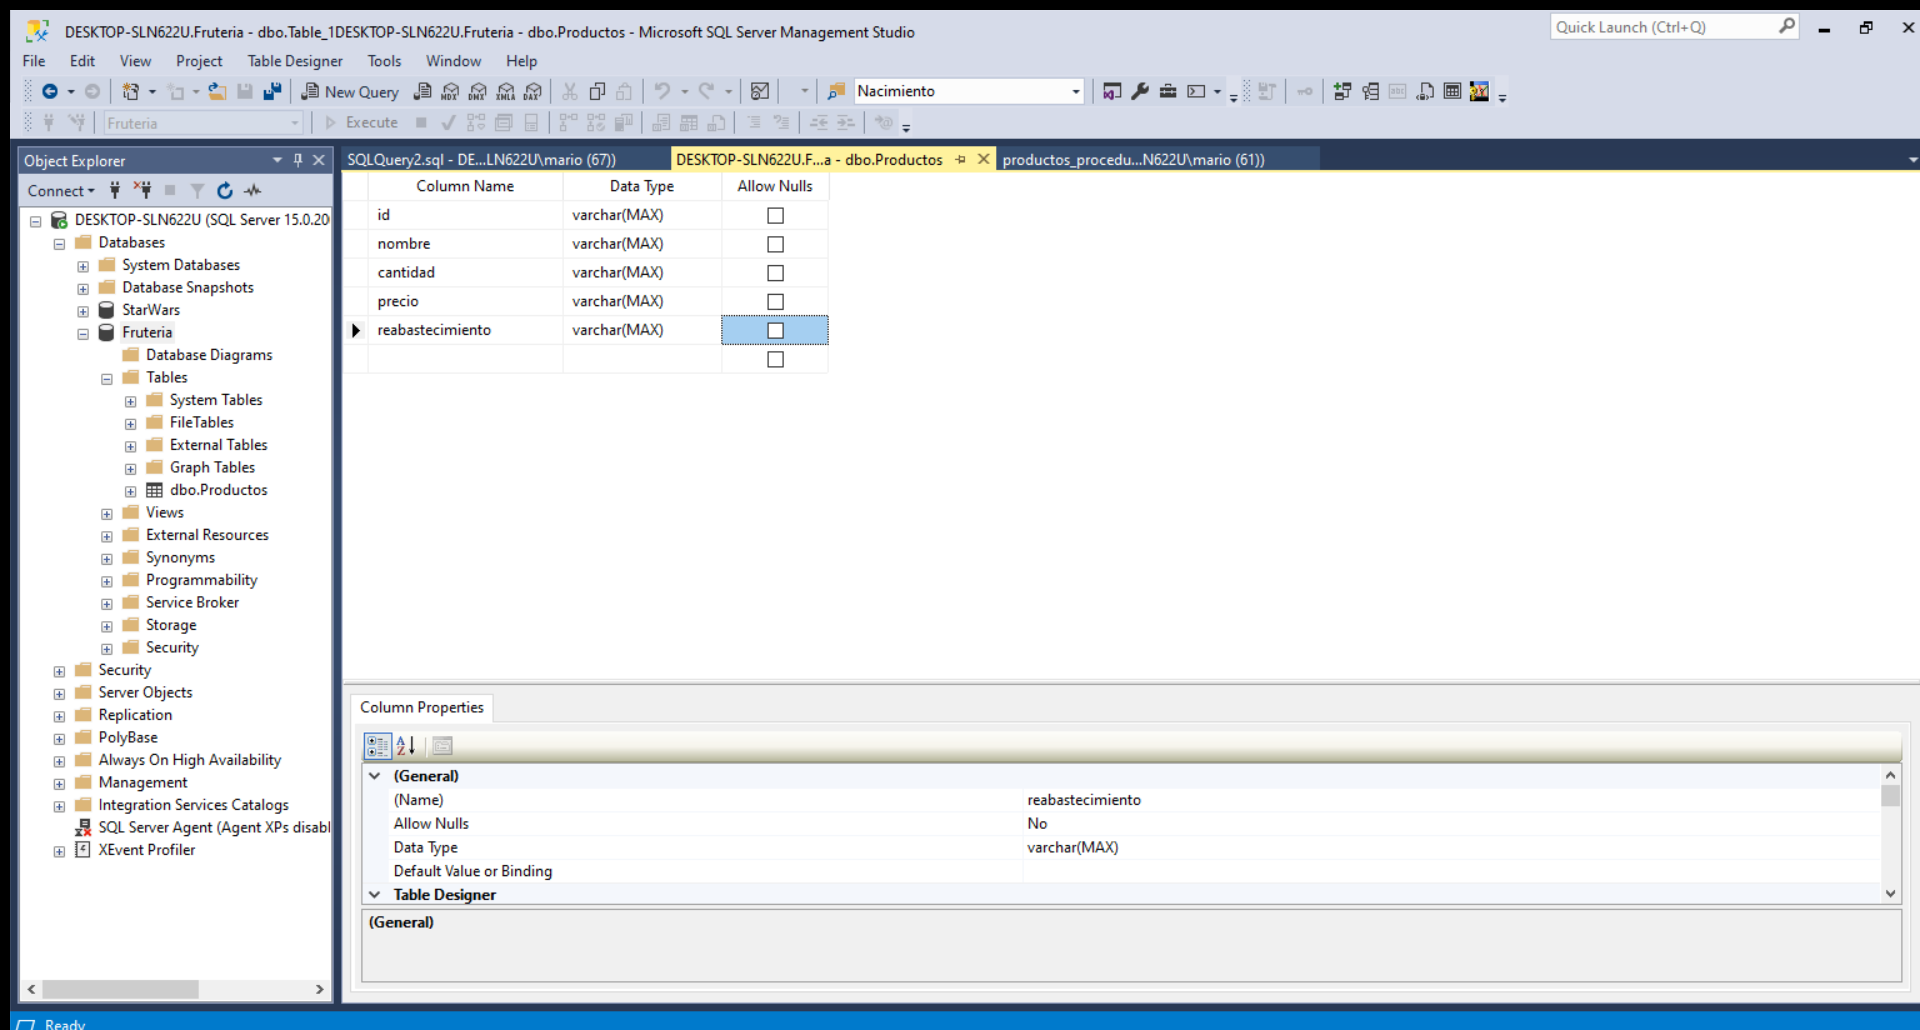 DESKTOP-SLN622U.Fruteria - dbo.Table_1DESKTOP-SLN622U.Fruteria - dbo.Productos - Microsoft SQL Server Management Studio
Quick Launch (Ctrl+Q)
File Edit View Project Table Designer Tools Window Help
New Query MDX DMX XMLA DAX Nacimiento
Fruteria Execute
Object Explorer
Connect
DESKTOP-SLN622U (SQL Server 15.0.20
Databases
System Databases
Database Snapshots
StarWars
Fruteria
Database Diagrams
Tables
System Tables
FileTables
External Tables
Graph Tables
dbo.Productos
Views
External Resources
Synonyms
Programmability
Service Broker
Storage
Security
Security
Server Objects
Replication
PolyBase
Always On High Availability
Management
Integration Services Catalogs
SQL Server Agent (Agent XPs disabl
XEvent Profiler
SQLQuery2.sql - DE...LN622U\mario (67))
DESKTOP-SLN622U.F...a - dbo.Productos
productos_procedu...N622U\mario (61))
Column Name Data Type Allow Nulls
id varchar(MAX)
nombre varchar(MAX)
cantidad varchar(MAX)
precio varchar(MAX)
reabastecimiento varchar(MAX)
Column Properties
(General)
(Name) reabastecimiento
Allow Nulls No
Data Type varchar(MAX)
Default Value or Binding
Table Designer
(General)
Ready